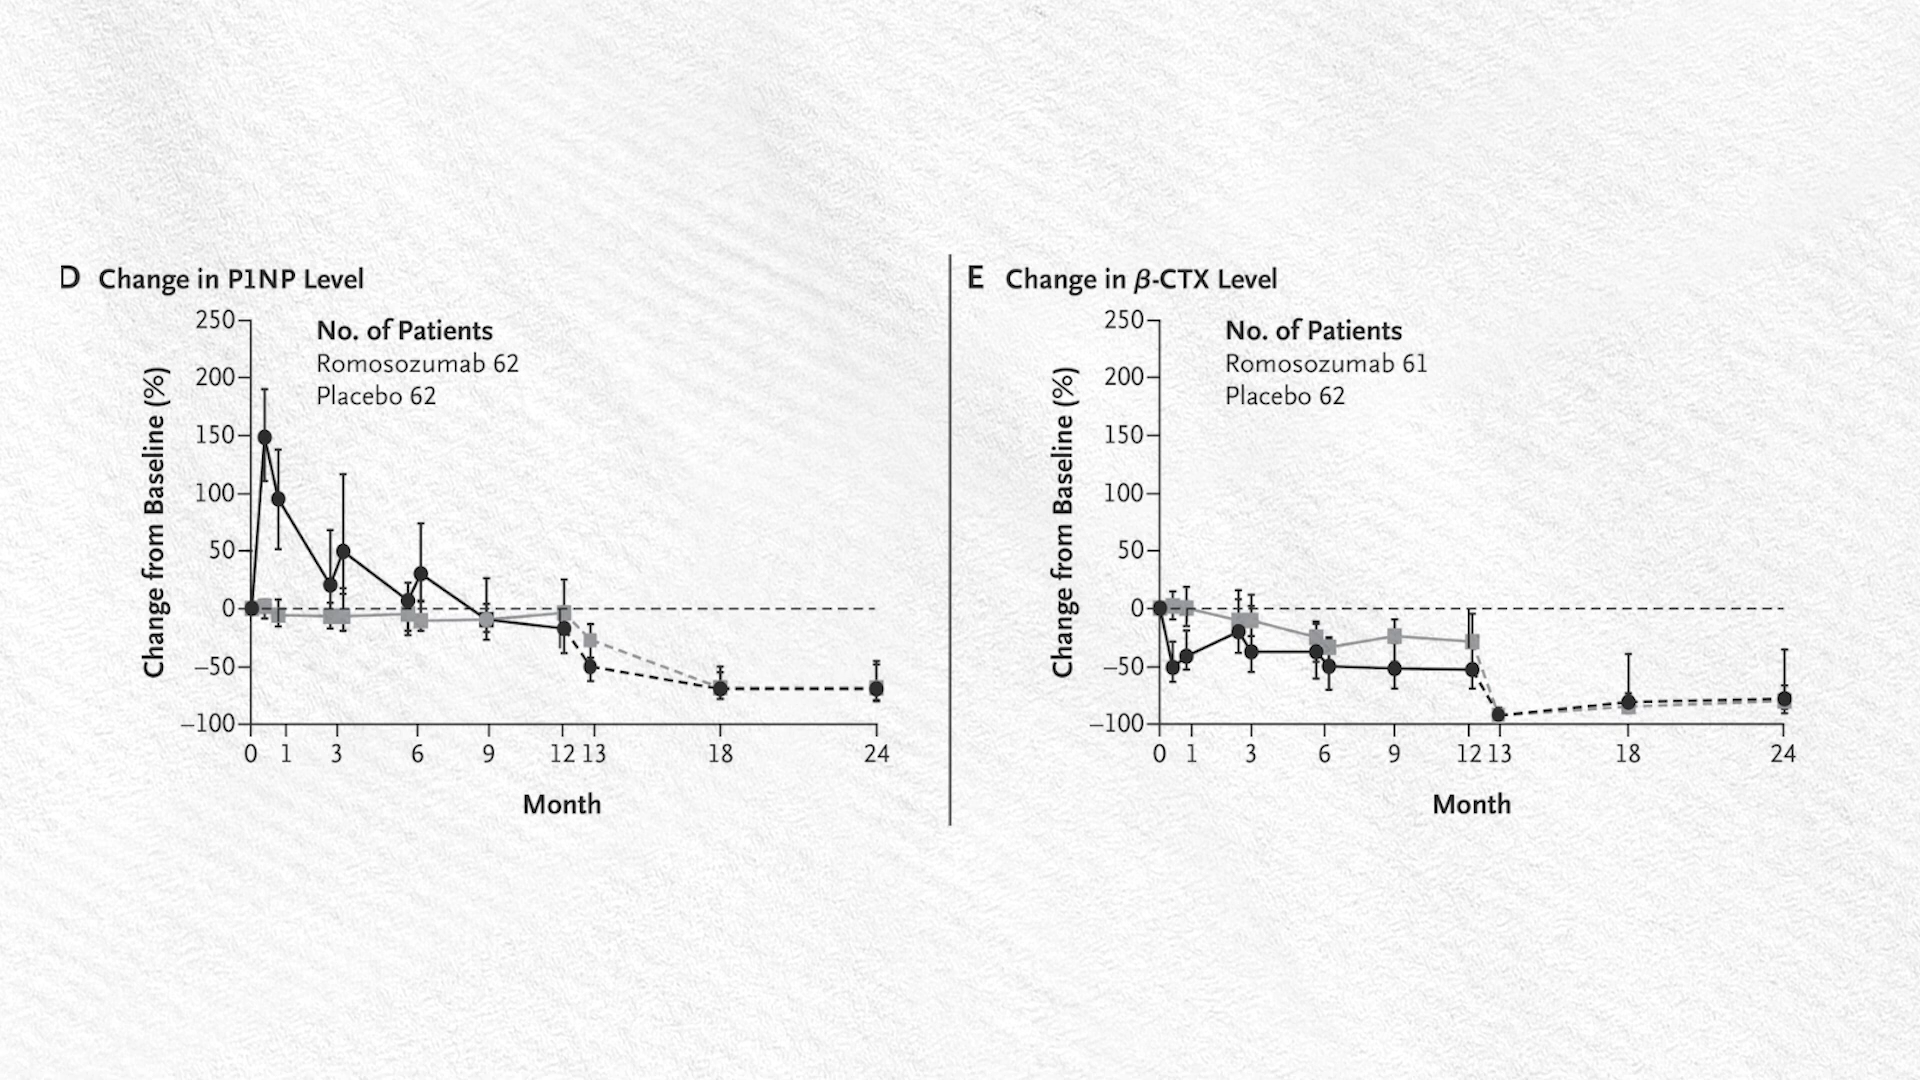 D Change in P1NP Level
No. of Patients
Romosozumab 62
Placebo 62
Change from Baseline (%)
250
200
150
100
50
0
−50
−100
0 1 3 6 9 12 13 18 24
Month
E Change in β-CTX Level
No. of Patients
Romosozumab 61
Placebo 62
Change from Baseline (%)
250
200
150
100
50
0
−50
−100
0 1 3 6 9 12 13 18 24
Month